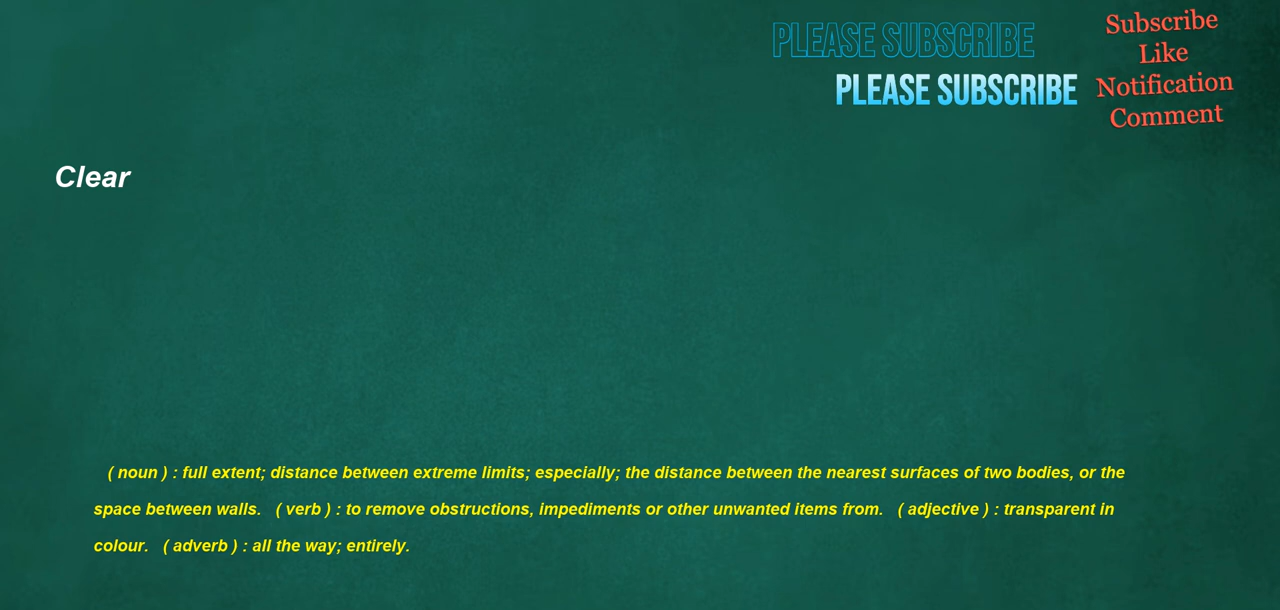 PLEASE SUBSCRIBE
PLEASE SUBSCRIBE
Subscribe
Like
Notification
Comment
Clear
( noun ) : full extent; distance between extreme limits; especially; the distance between the nearest surfaces of two bodies, or the
space between walls. ( verb ) : to remove obstructions, impediments or other unwanted items from. ( adjective ) : transparent in
colour. ( adverb ) : all the way; entirely.